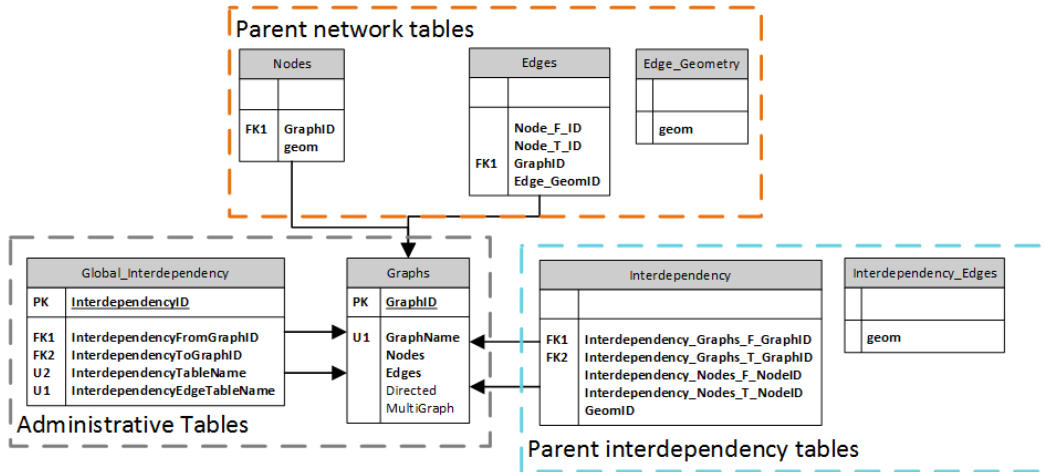 Parent network tables
Nodes
FK1 GraphID
geom
Edges
Node_F_ID
Node_T_ID
FK1 GraphID
Edge_GeomID
Edge_Geometry
geom
Global_Interdependency
PK InterdependencyID
FK1 InterdependencyFromGraphID
FK2 InterdependencyToGraphID
U2 InterdependencyTableName
U1 InterdependencyEdgeTableName
Graphs
PK GraphID
U1 GraphName
Nodes
Edges
Directed
MultiGraph
Administrative Tables
Interdependency
FK1 Interdependency_Graphs_F_GraphID
FK2 Interdependency_Graphs_T_GraphID
Interdependency_Nodes_F_NodeID
Interdependency_Nodes_T_NodeID
GeomID
Interdependency_Edges
geom
Parent interdependency tables